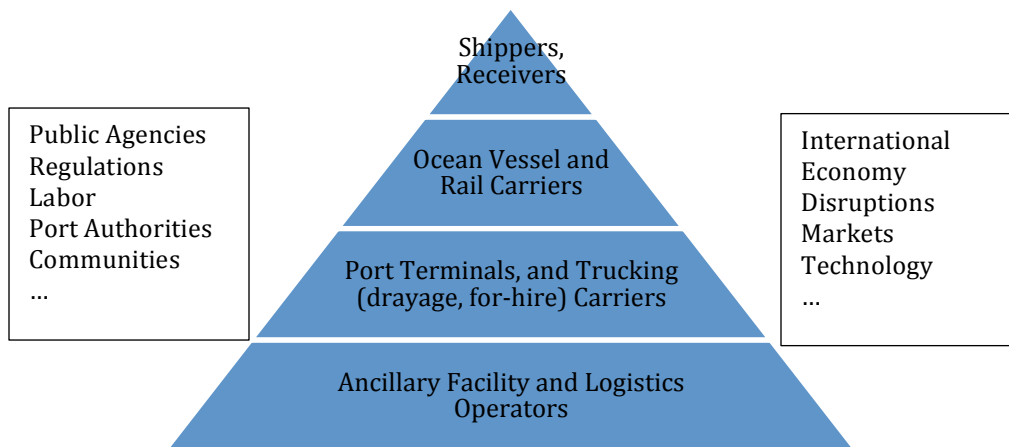 Shippers,
Receivers
Ocean Vessel and
Rail Carriers
Port Terminals, and Trucking
(drayage, for-hire) Carriers
Ancillary Facility and Logistics
Operators
Public Agencies
Regulations
Labor
Port Authorities
Communities
…
International
Economy
Disruptions
Markets
Technology
…